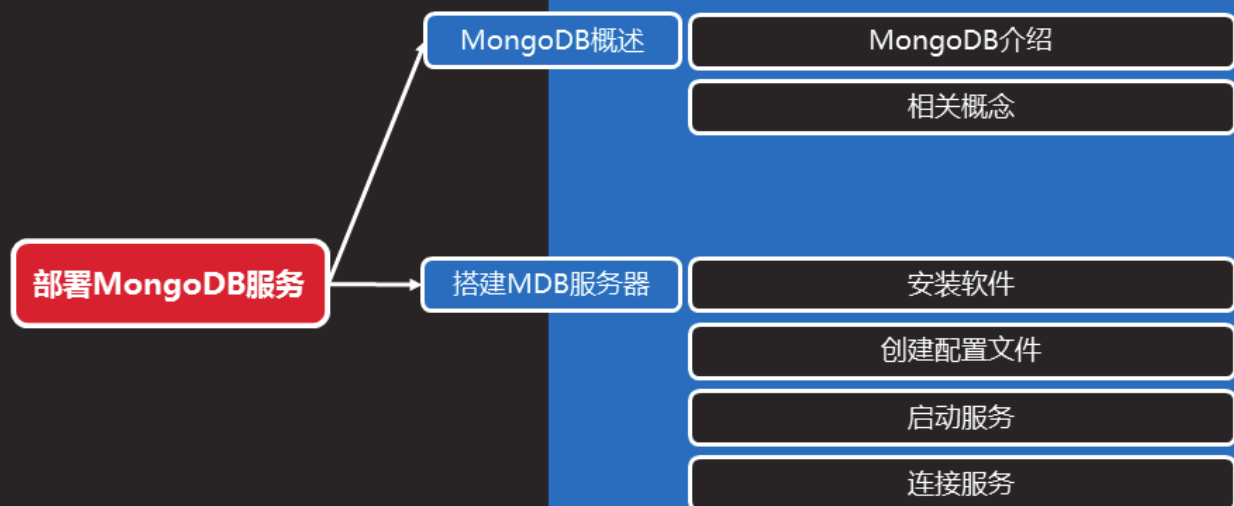 MongoDB概述
MongoDB介绍
相关概念
部署MongoDB服务
搭建MDB服务器
安装软件
创建配置文件
启动服务
连接服务